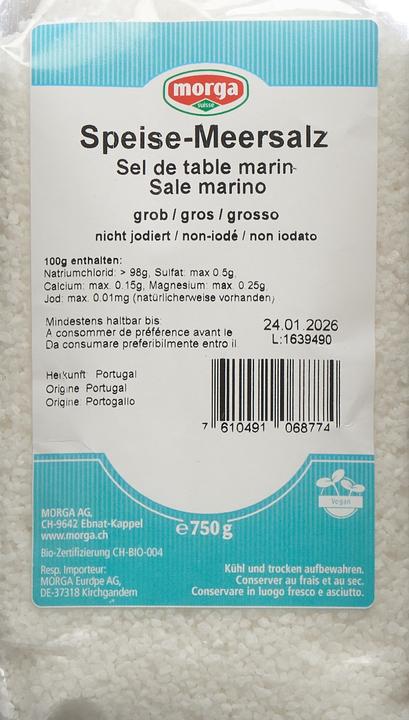 morga
suisse
Speise-Meersalz
Sel de table marin
Sale marino
grob / gros / grosso
nicht jodiert / non-iodé / non iodato
100g enthalten:
Natriumchlorid: > 98g, Sulfat: max 0.5g,
Calcium: max. 0.15g, Magnesium: max. 0.25g,
Jod: max. 0.01mg (natürlicherweise vorhanden)
Mindestens haltbar bis:
A consommer de préférence avant le
Da consumare preferibilmente entro il
24.01.2026
L:1639490
Herkunft: Portugal
Origine: Portugal
Origine: Portogallo
7 610491 068774
Vegan
MORGA AG,
CH-9642 Ebnat-Kappel
www.morga.ch
e750g
Bio-Zertifizierung CH-BIO-004
Resp. Importeur:
MORGA Europe AG,
DE-37318 Kirchgandern
Kühl und trocken aufbewahren.
Conserver au frais et au sec.
Conservare in luogo fresco e asciutto.